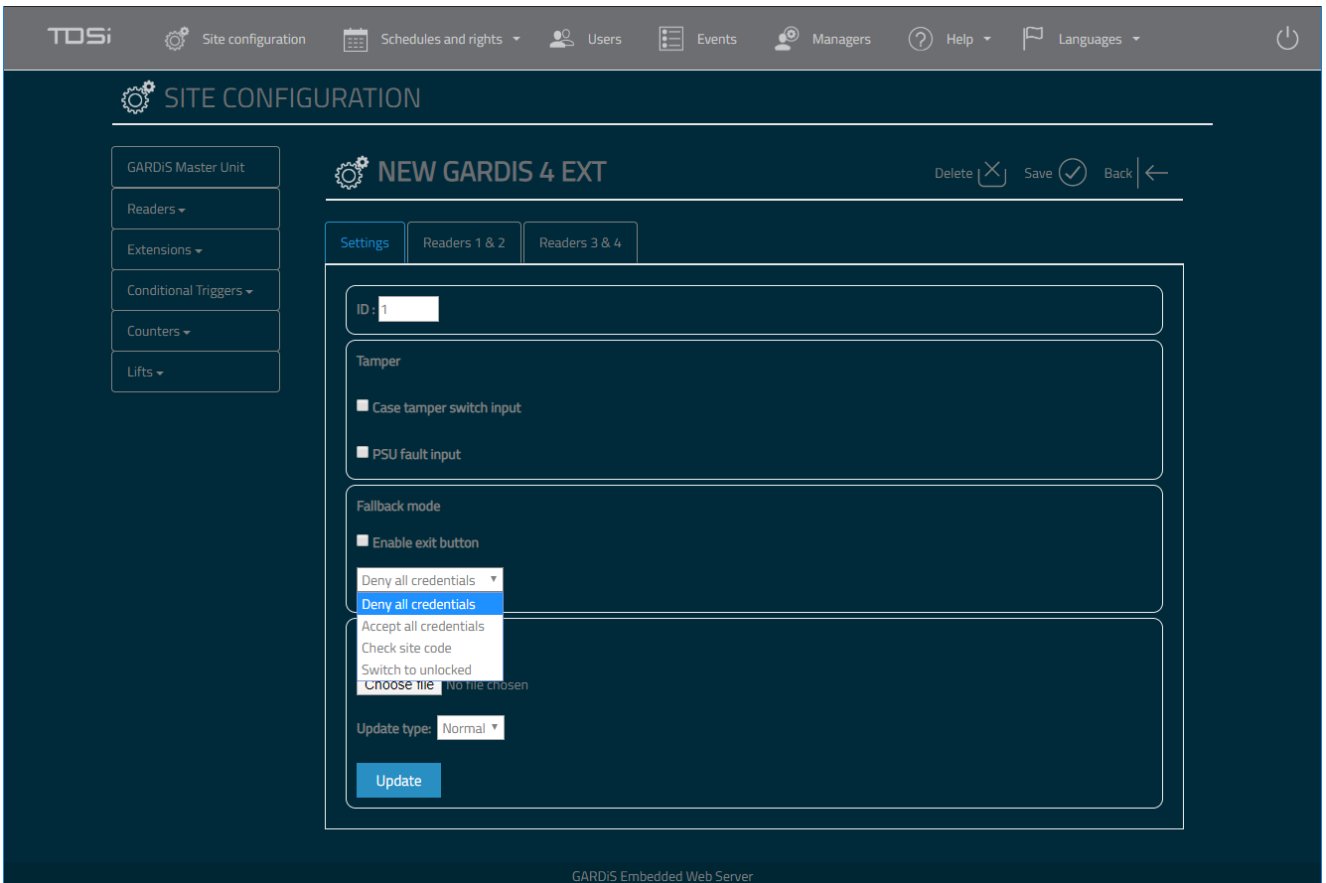 TDSi Site configuration Schedules and rights Users Events Managers Help Languages
SITE CONFIGURATION
GARDiS Master Unit
Readers
Extensions
Conditional Triggers
Counters
Lifts
NEW GARDIS 4 EXT
Delete Save Back
Settings Readers 1 & 2 Readers 3 & 4
ID : 1
Tamper
Case tamper switch input
PSU fault input
Fallback mode
Enable exit button
Deny all credentials
Deny all credentials
Accept all credentials
Check site code
Switch to unlocked
Choose file No file chosen
Update type: Normal
Update
GARDiS Embedded Web Server